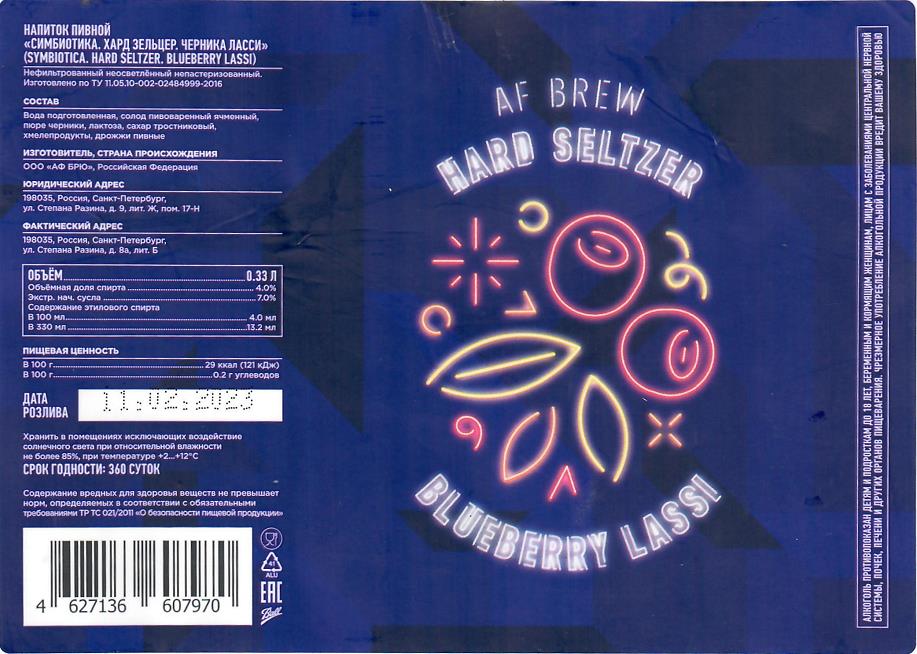 НАПИТОК ПИВНОЙ
«СИМБИОТИКА. ХАРД ЗЕЛЬЦЕР. ЧЕРНИКА ЛАССИ»
(SYMBIOTICA. HARD SELTZER. BLUEBERRY LASSI)
Нефильтрованный неосветлённый непастеризованный.
Изготовлено по ТУ 11.05.10-002-02484999-2016
СОСТАВ
Вода подготовленная, солод пивоваренный ячменный,
пюре черники, лактоза, сахар тростниковый,
хмелепродукты, дрожжи пивные
ИЗГОТОВИТЕЛЬ, СТРАНА ПРОИСХОЖДЕНИЯ
ООО «АФ БРЮ», Российская Федерация
ЮРИДИЧЕСКИЙ АДРЕС
198035, Россия, Санкт-Петербург,
ул. Степана Разина, д. 9, лит. Ж, пом. 17-Н
ФАКТИЧЕСКИЙ АДРЕС
198035, Россия, Санкт-Петербург,
ул. Степана Разина, д. 8а, лит. Б
ОБЪЁМ 0.33 Л
Объёмная доля спирта 4.0%
Экстр. нач. сусла 7.0%
Содержание этилового спирта
В 100 мл 4.0 мл
В 330 мл 13.2 мл
ПИЩЕВАЯ ЦЕННОСТЬ
В 100 г 29 ккал (121 кДж)
В 100 г 0.2 г углеводов
ДАТА
РОЗЛИВА
11.02.2023
Хранить в помещениях исключающих воздействие
солнечного света при относительной влажности
не более 85%, при температуре +2...+12°С
СРОК ГОДНОСТИ: 360 СУТОК
Содержание вредных для здоровья веществ не превышает
норм, определяемых в соответствии с обязательными
требованиями ТР ТС 021/2011 «О безопасности пищевой продукции»
4 627136 607970
41
ALU
EAC
Ball
AF BREW
HARD SELTZER
BLUEBERRY LASSI
АЛКОГОЛЬ ПРОТИВОПОКАЗАН ДЕТЯМ И ПОДРОСТКАМ ДО 18 ЛЕТ, БЕРЕМЕННЫМ И КОРМЯЩИМ ЖЕНЩИНАМ, ЛИЦАМ С ЗАБОЛЕВАНИЯМИ ЦЕНТРАЛЬНОЙ НЕРВНОЙ
СИСТЕМЫ, ПОЧЕК, ПЕЧЕНИ И ДРУГИХ ОРГАНОВ ПИЩЕВАРЕНИЯ. ЧРЕЗМЕРНОЕ УПОТРЕБЛЕНИЕ АЛКОГОЛЬНОЙ ПРОДУКЦИИ ВРЕДИТ ВАШЕМУ ЗДОРОВЬЮ